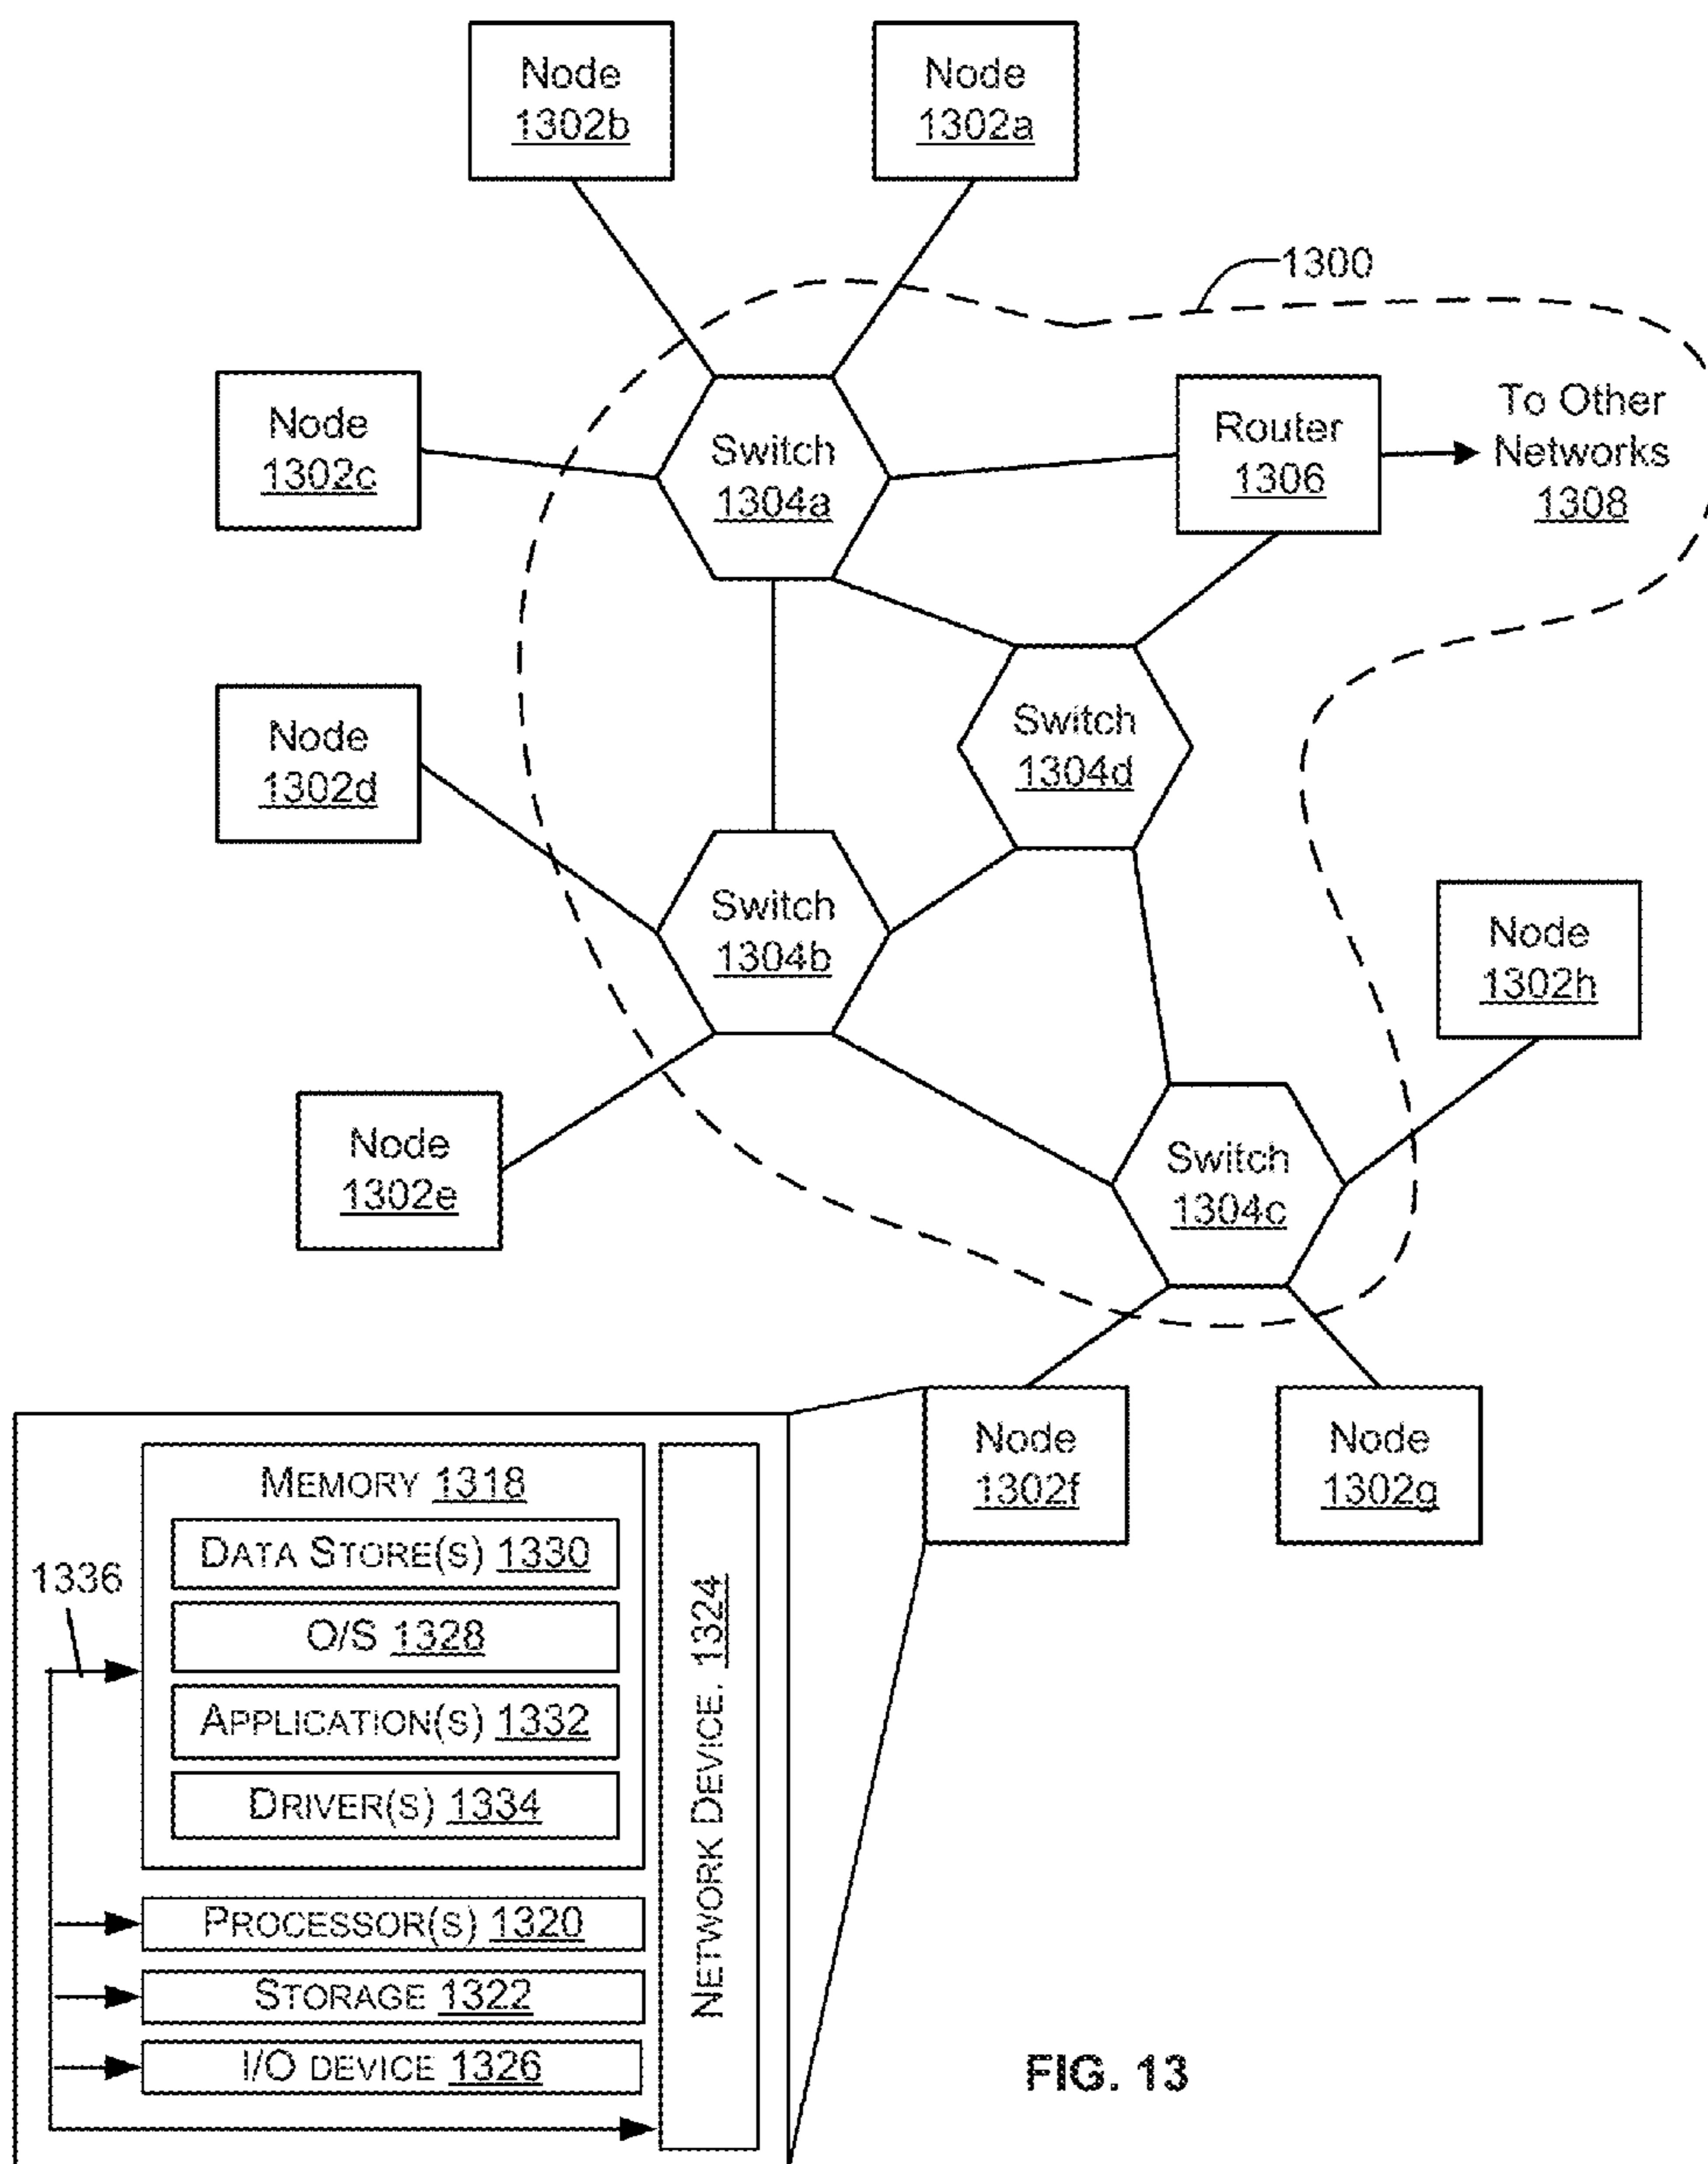 Node
1302b
Node
1302a
1300
Node
1302c
Switch
1304a
Router
1306
To Other
Networks
1308
Node
1302d
Switch
1304d
Switch
1304b
Node
1302h
Node
1302e
Switch
1304c
Node
1302f
Node
1302g
MEMORY 1318
DATA STORE(S) 1330
1336
O/S 1328
APPLICATION(S) 1332
DRIVER(S) 1334
PROCESSOR(S) 1320
STORAGE 1322
I/O DEVICE 1326
NETWORK DEVICE. 1324
FIG. 13